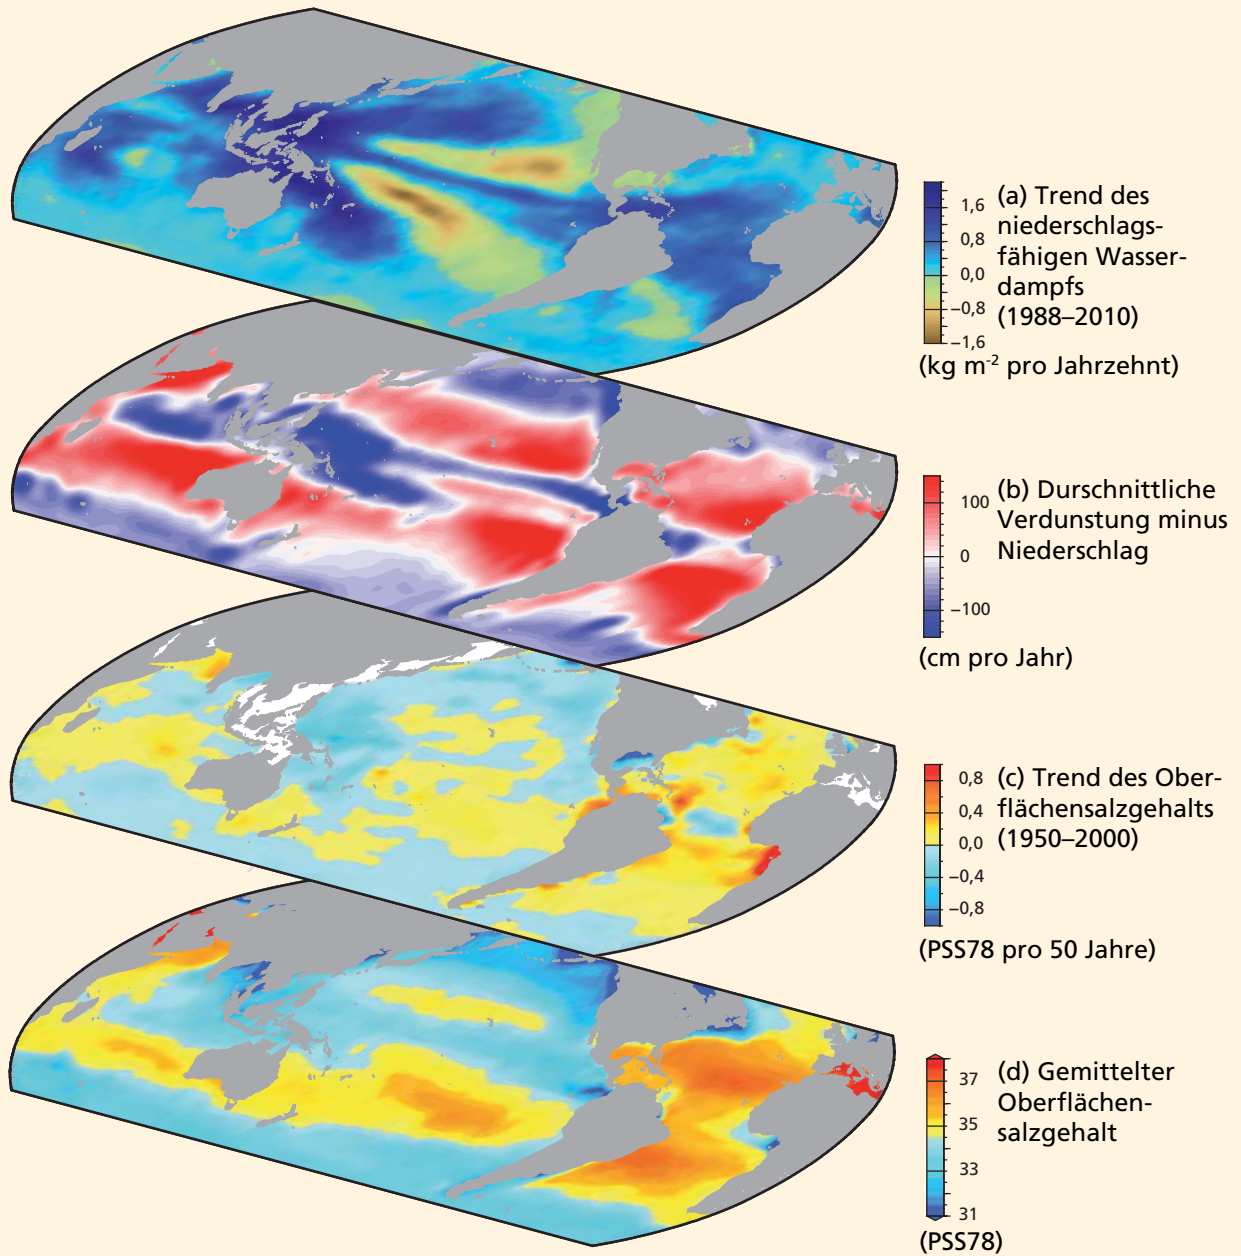 1,6
0,8
0,0
−0,8
−1,6
(a) Trend des
niederschlags-
fähigen Wasser-
dampfs
(1988–2010)
(kg m-2 pro Jahrzehnt)
100
0
−100
(b) Durschnittliche
Verdunstung minus
Niederschlag
(cm pro Jahr)
0,8
0,4
0,0
−0,4
−0,8
(c) Trend des Ober-
flächensalzgehalts
(1950–2000)
(PSS78 pro 50 Jahre)
37
35
33
31
(d) Gemittelter
Oberflächen-
salzgehalt
(PSS78)